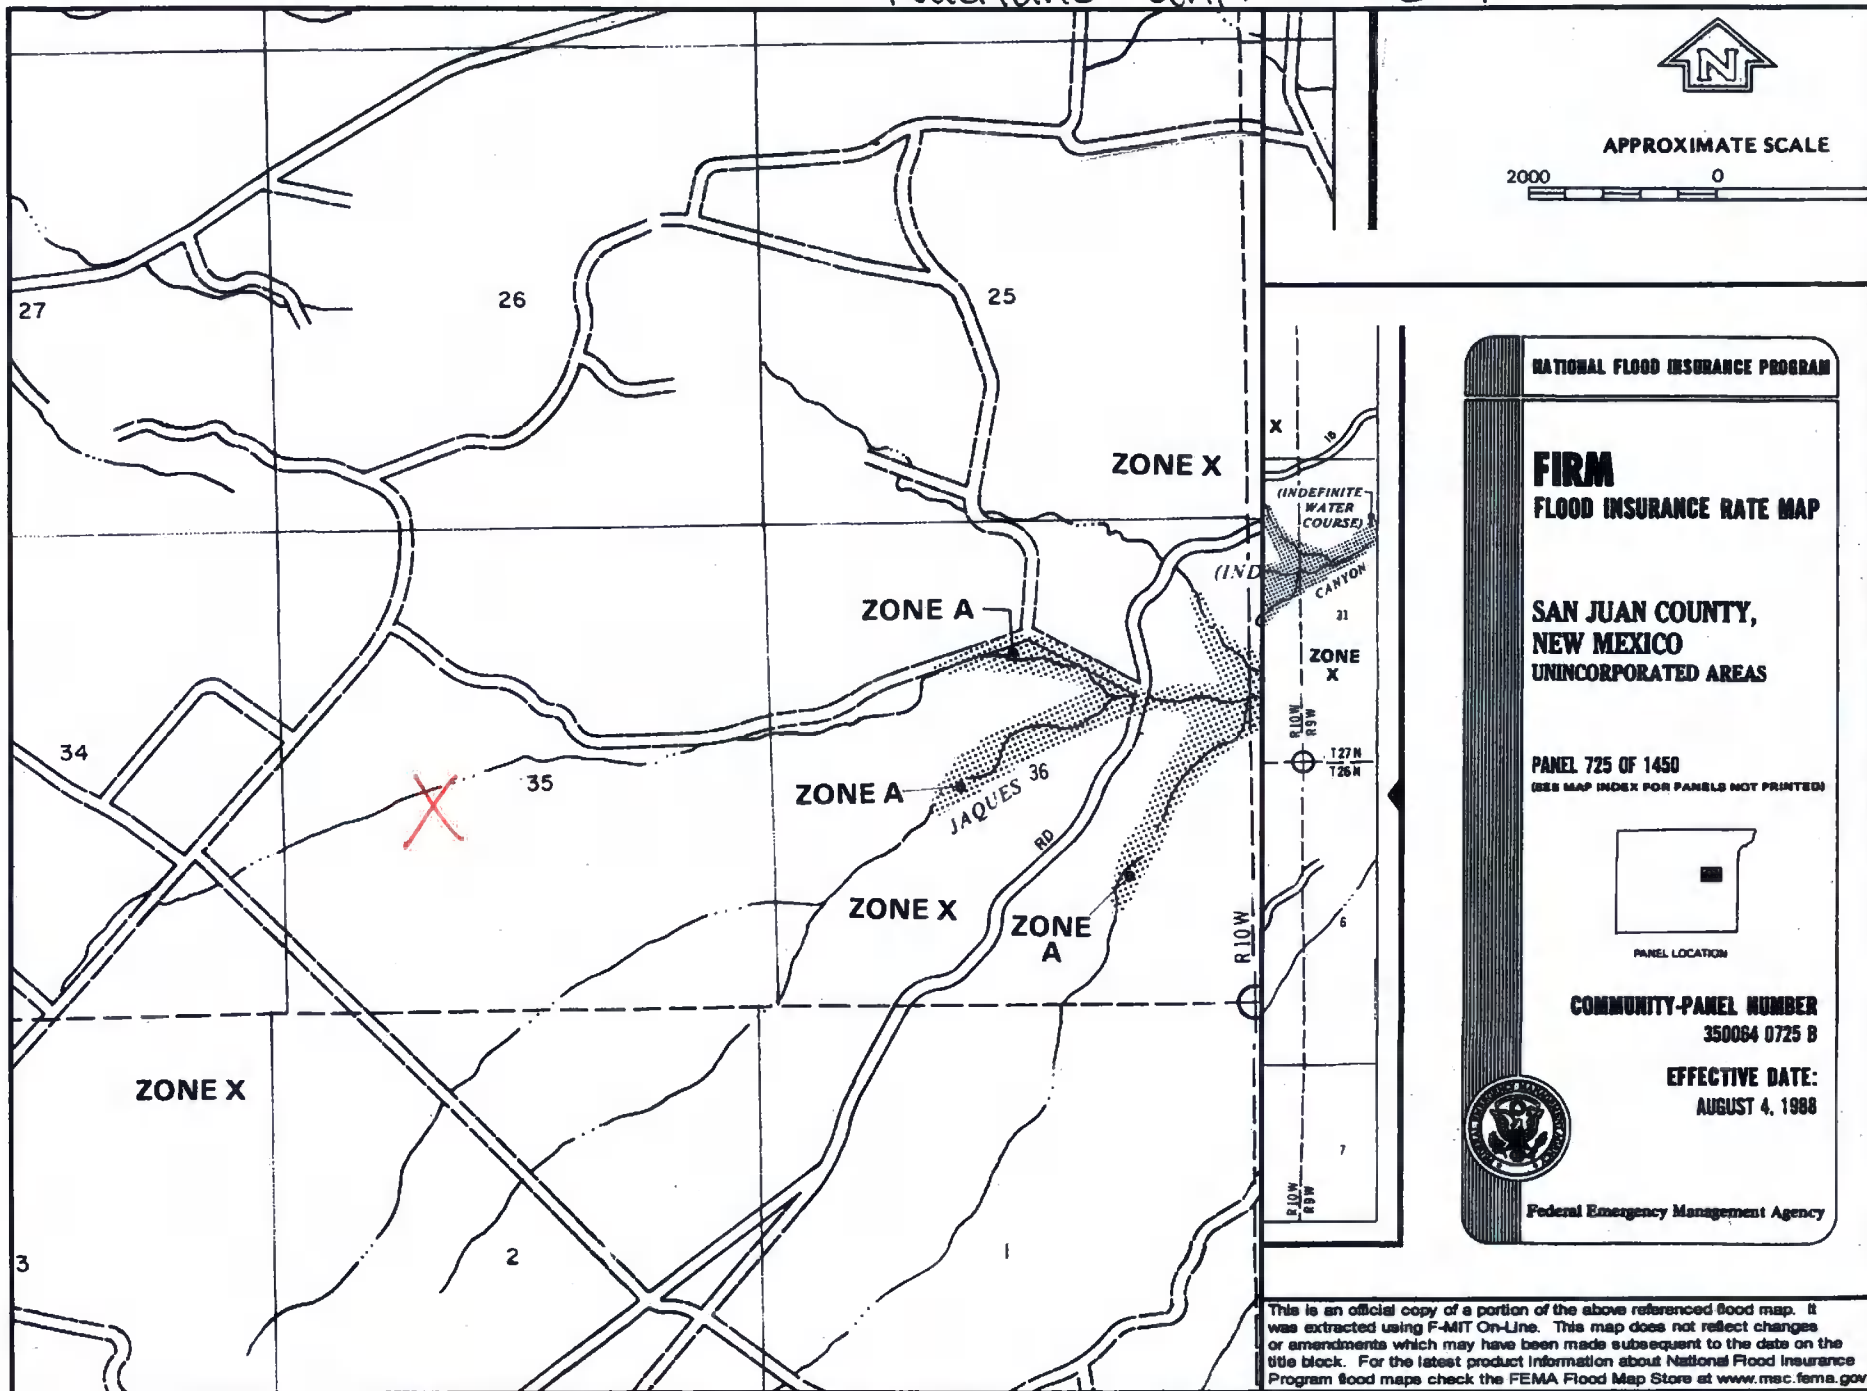 APPROXIMATE SCALE
2000 0
27
26
25
ZONE X
X
18
(INDEFINITE
WATER
COURSE)
(IND
CANYON
31
ZONE A
ZONE
X
R10W
R9W
T27N
T26N
34
35
ZONE A
JAQUES 36
RD
ZONE X
ZONE
A
R10W
6
ZONE X
7
R10W
R9W
3
2
1
N
NATIONAL FLOOD INSURANCE PROGRAM
FIRM
FLOOD INSURANCE RATE MAP
SAN JUAN COUNTY,
NEW MEXICO
UNINCORPORATED AREAS
PANEL 725 OF 1450
(SEE MAP INDEX FOR PANELS NOT PRINTED)
PANEL LOCATION
COMMUNITY-PANEL NUMBER
350064 0725 B
EFFECTIVE DATE:
AUGUST 4, 1988
FEDERAL EMERGENCY MANAGEMENT AGENCY
Federal Emergency Management Agency
This is an official copy of a portion of the above referenced flood map. It
was extracted using F-MIT On-Line. This map does not reflect changes
or amendments which may have been made subsequent to the date on the
title block. For the latest product information about National Flood Insurance
Program flood maps check the FEMA Flood Map Store at www.msc.fema.gov